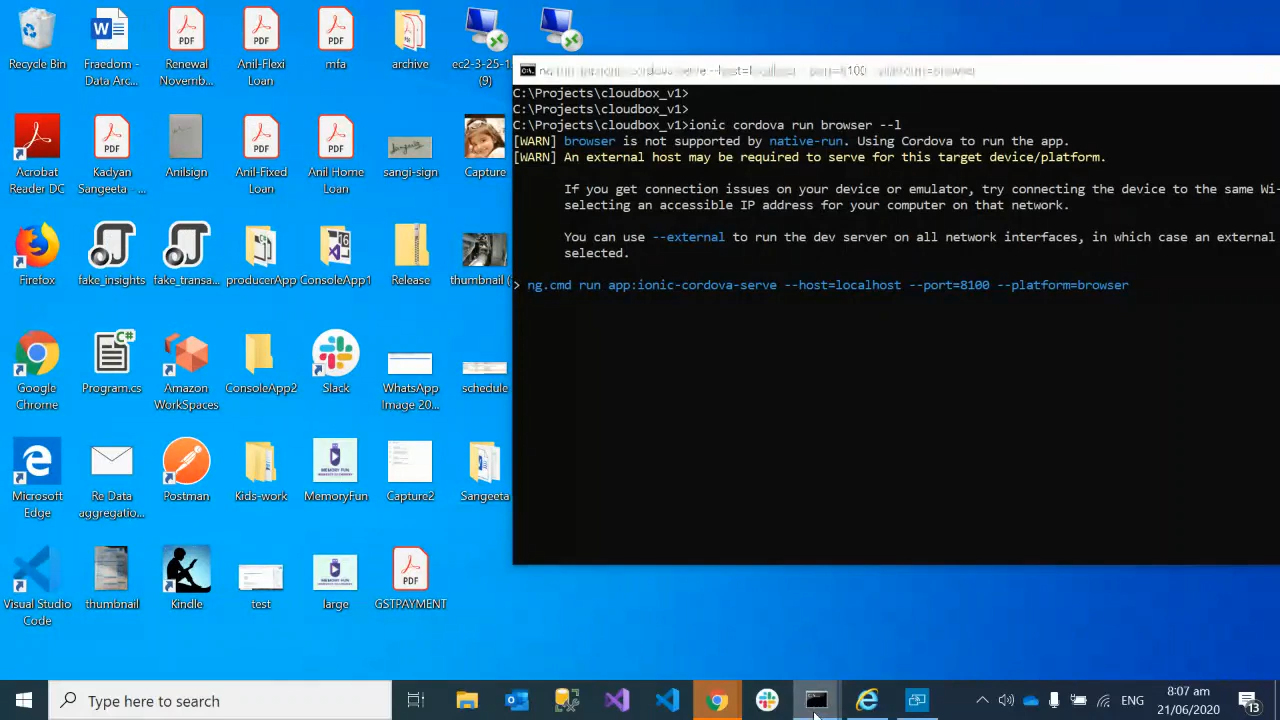 Recycle Bin
Fraedom - Data Arc...
Renewal Novemb...
Anil-Flexi Loan
mfa
archive
(9)
C:\Projects\cloudbox_v1>
C:\Projects\cloudbox_v1>
C:\Projects\cloudbox_v1>ionic cordova run browser --l
[WARN] browser is not supported by native-run. Using Cordova to run the app.
[WARN] An external host may be required to serve for this target device/platform.
If you get connection issues on your device or emulator, try connecting the device to the same Wi-
selecting an accessible IP address for your computer on that network.
You can use --external to run the dev server on all network interfaces, in which case an external
selected.
> ng.cmd run app:ionic-cordova-serve --host=localhost --port=8100 --platform=browser
Acrobat Reader DC
Kadyan Sangeeta - ...
Anilsign
Anil-Fixed Loan
Anil Home Loan
sangi-sign
Capture
Firefox
fake_insights
fake_transa...
producerApp
ConsoleApp1
Release
thumbnail
Google Chrome
Program.cs
Amazon WorkSpaces
ConsoleApp2
Slack
WhatsApp Image 20...
schedule
Microsoft Edge
Re Data aggregatio...
Postman
Kids-work
MemoryFun
Capture2
Sangeeta
Visual Studio Code
thumbnail
Kindle
test
large
GSTPAYMENT
Type here to search
ENG
8:07 am
21/06/2020
13